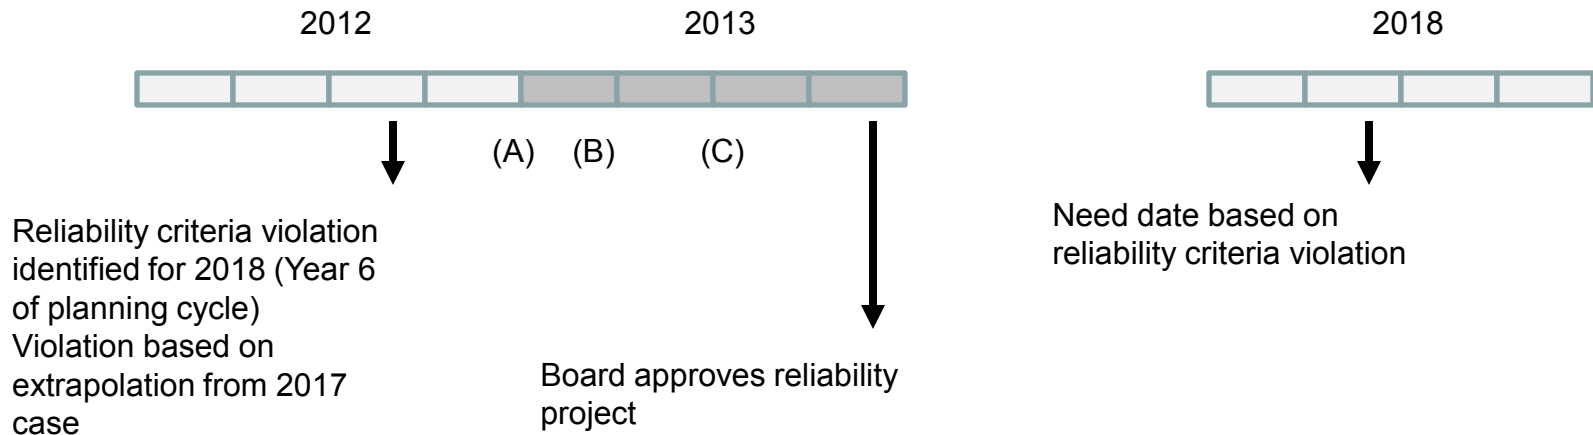 2012
2013
2018
(A)
(B)
(C)
Reliability criteria violation
identified for 2018 (Year 6
of planning cycle)
Violation based on
extrapolation from 2017
case
Board approves reliability
project
Need date based on
reliability criteria violation